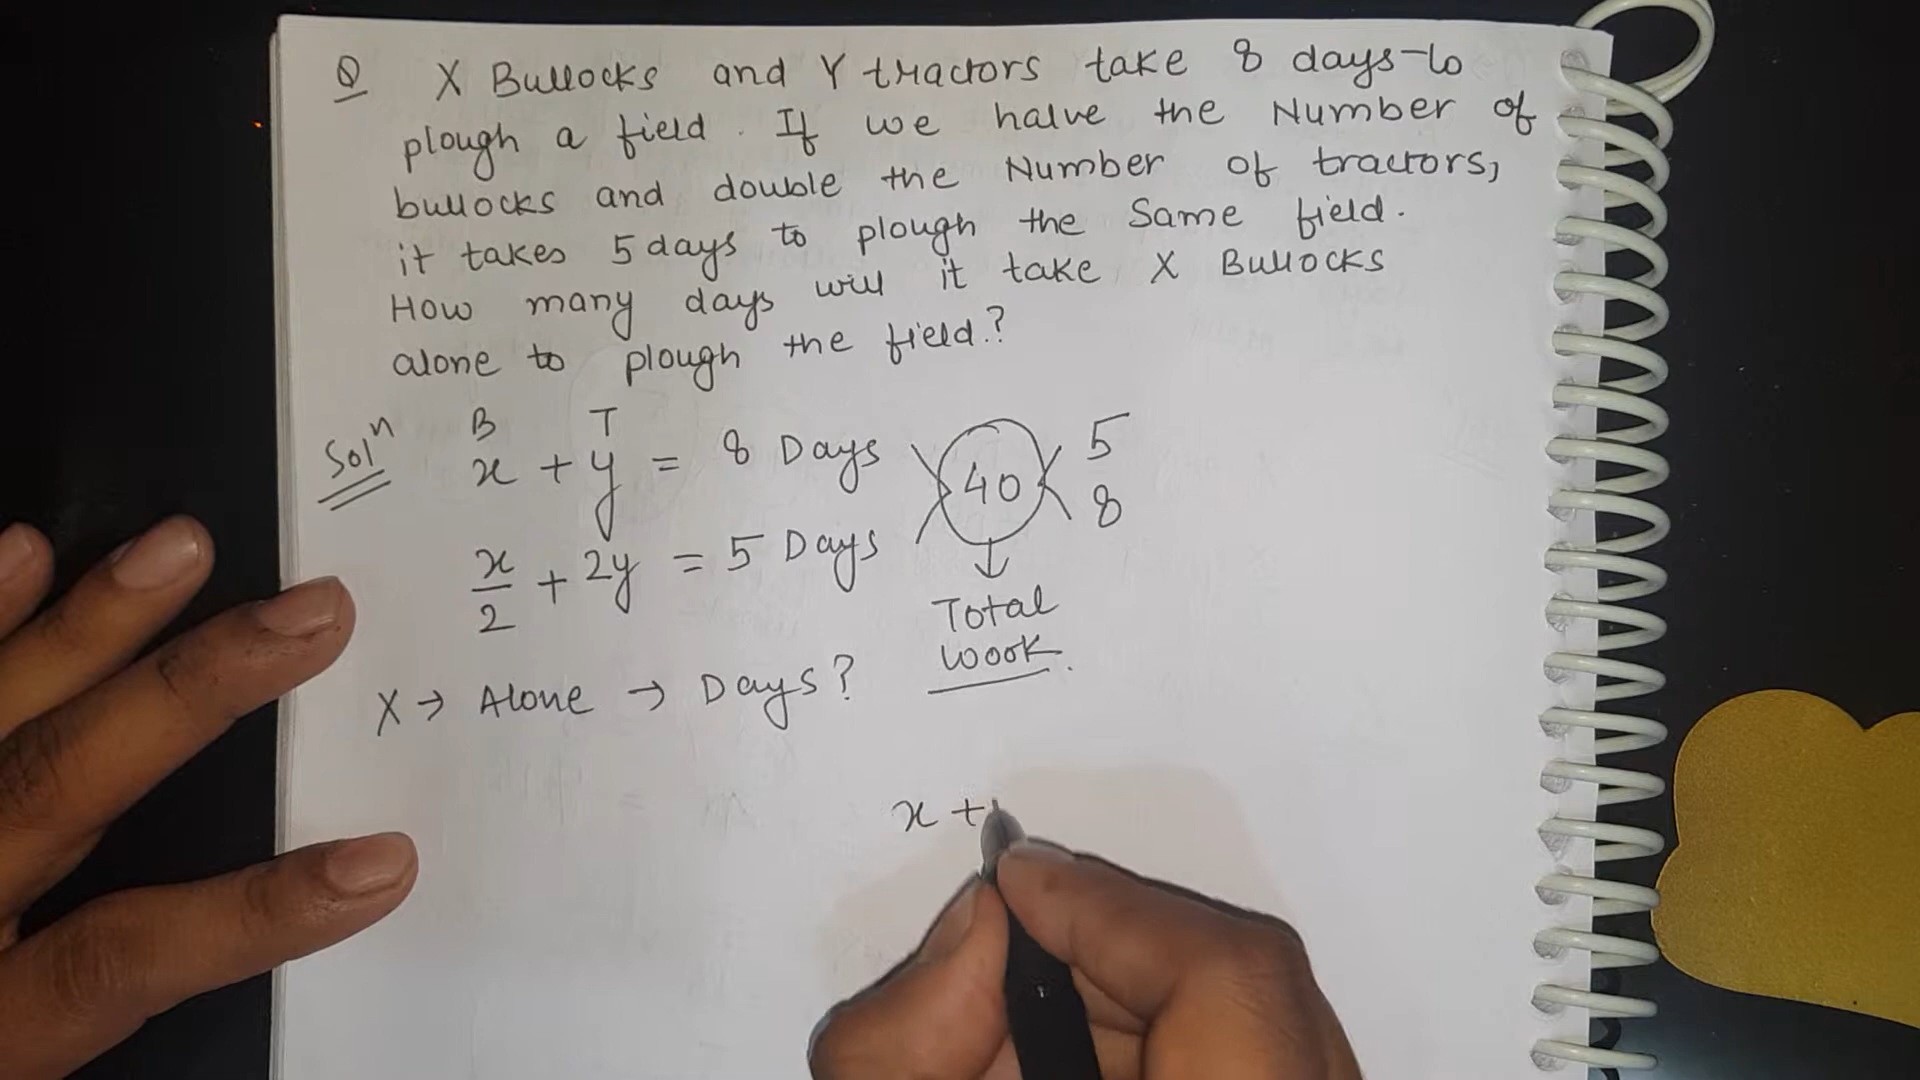 Q X Bullocks and Y tractors take 8 days to
plough a field. If we halve the Number of
bullocks and double the Number of tractors,
it takes 5 days to plough the Same field.
How many days will it take X Bullocks
alone to plough the field?
Solⁿ
B T
x + y = 8 Days
x/2 + 2y = 5 Days
40
5
8
↓
Total
Work
X → Alone → Days?
x +